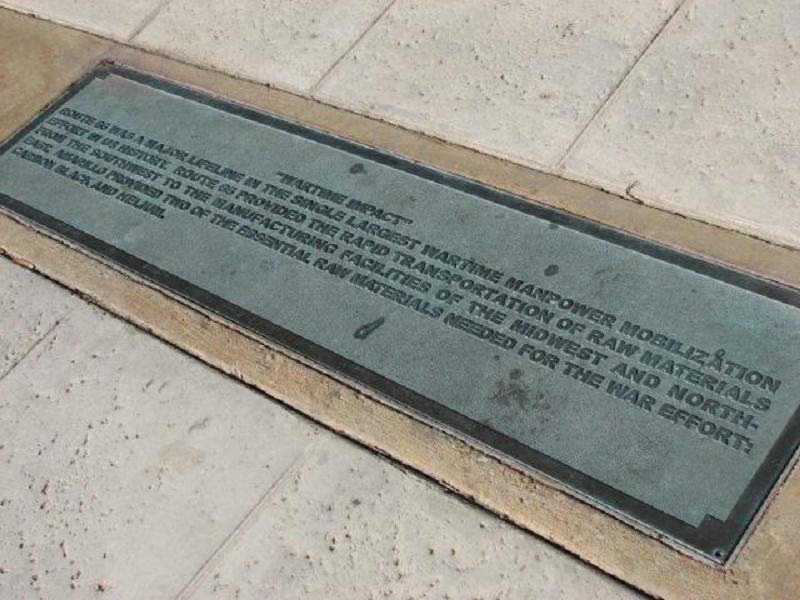 "WARTIME IMPACT"
ROUTE 66 WAS A MAJOR LIFELINE IN THE SINGLE LARGEST WARTIME MANPOWER MOBILIZATION
EFFORT IN US HISTORY. ROUTE 66 PROVIDED THE RAPID TRANSPORTATION OF RAW MATERIALS
FROM THE SOUTHWEST TO THE MANUFACTURING FACILITIES OF THE MIDWEST AND NORTH-
EAST. AMARILLO PROVIDED TWO OF THE ESSENTIAL RAW MATERIALS NEEDED FOR THE WAR EFFORT:
CARBON BLACK AND HELIUM.